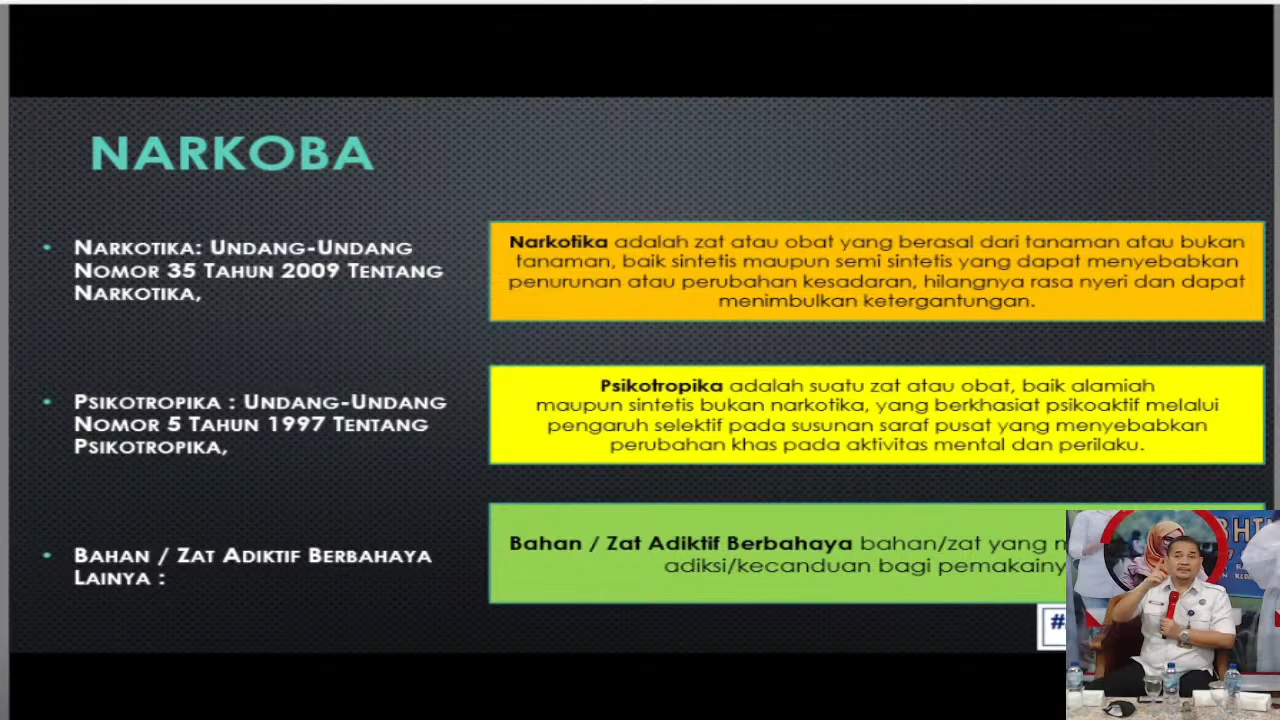 NARKOBA
• NARKOTIKA: UNDANG-UNDANG
NOMOR 35 TAHUN 2009 TENTANG
NARKOTIKA,
Narkotika adalah zat atau obat yang berasal dari tanaman atau bukan
tanaman, baik sintetis maupun semi sintetis yang dapat menyebabkan
penurunan atau perubahan kesadaran, hilangnya rasa nyeri dan dapat
menimbulkan ketergantungan.
• PSIKOTROPIKA : UNDANG-UNDANG
NOMOR 5 TAHUN 1997 TENTANG
PSIKOTROPIKA,
Psikotropika adalah suatu zat atau obat, baik alamiah
maupun sintetis bukan narkotika, yang berkhasiat psikoaktif melalui
pengaruh selektif pada susunan saraf pusat yang menyebabkan
perubahan khas pada aktivitas mental dan perilaku.
• BAHAN / ZAT ADIKTIF BERBAHAYA
LAINYA :
Bahan / Zat Adiktif Berbahaya bahan/zat yang
adiksi/kecanduan bagi
#